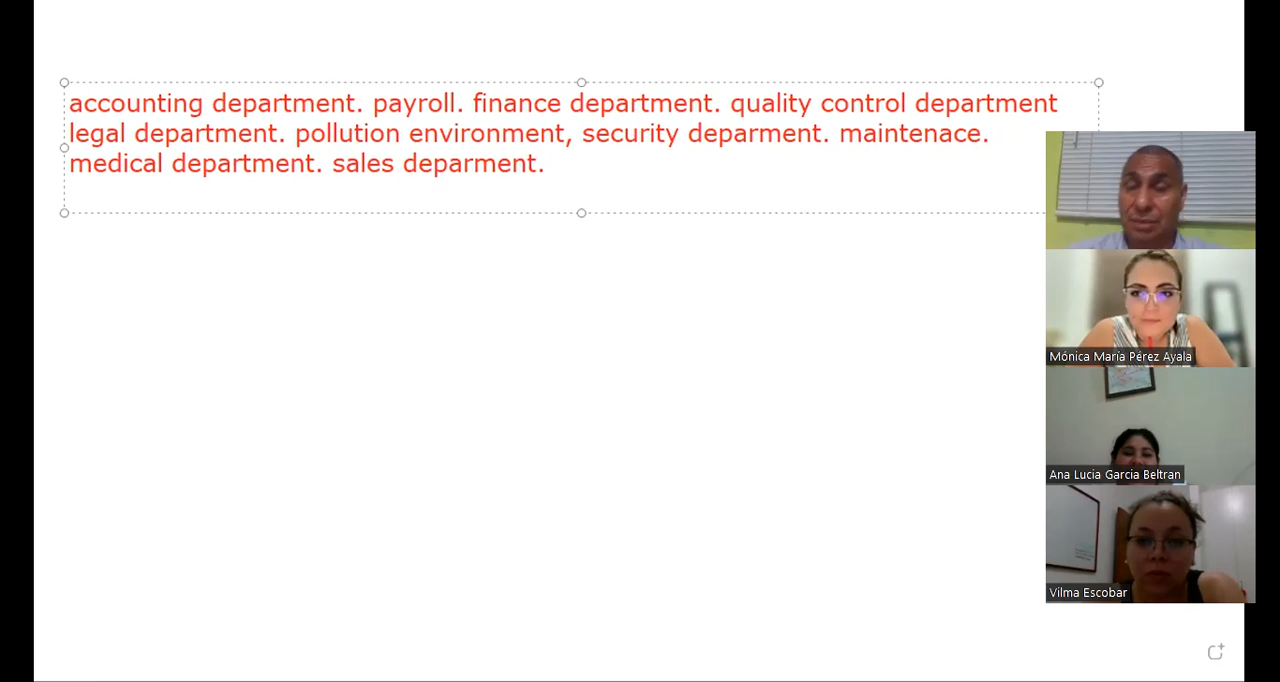 accounting department. payroll. finance department. quality control department
legal department. pollution environment, security deparment. maintenace.
medical department. sales deparment.
Mónica María Pérez Ayala
Ana Lucia Garcia Beltran
Vilma Escobar